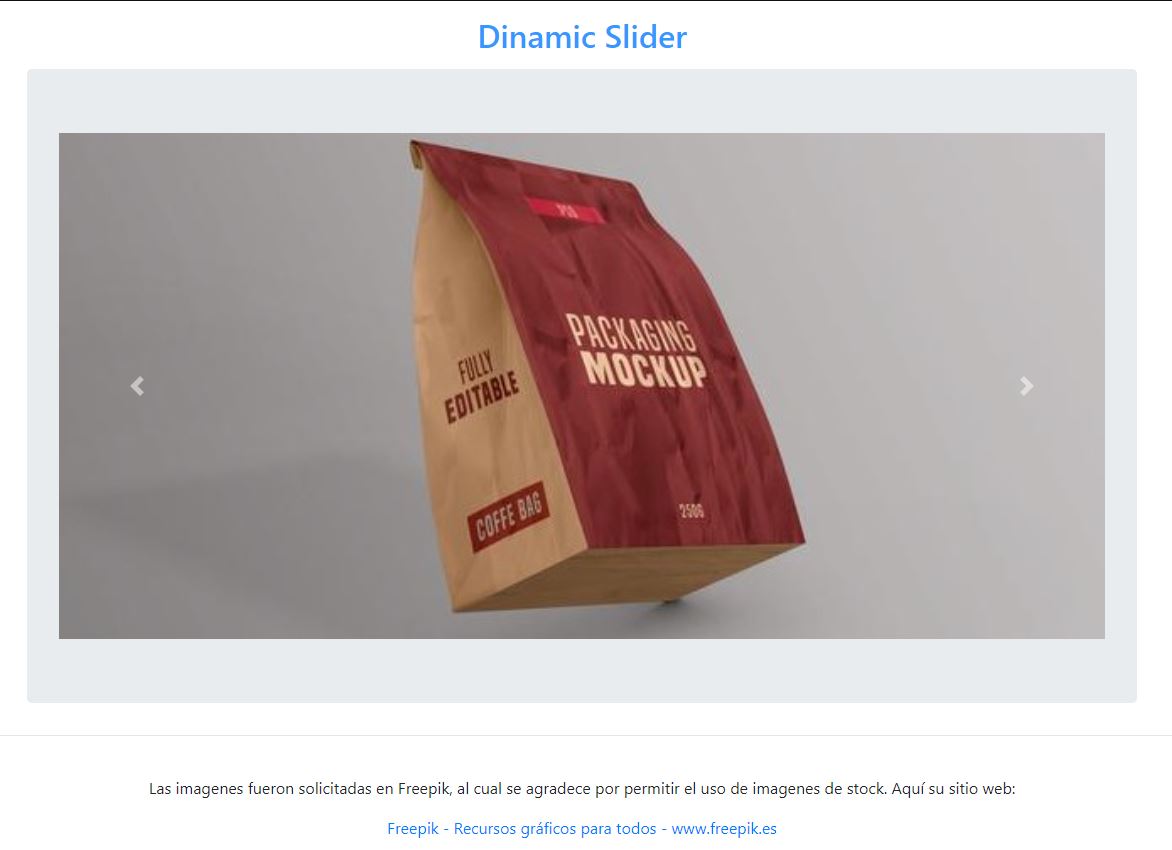 Dinamic Slider
PSD
PACKAGING
MOCKUP
FULLY
EDITABLE
COFFE BAG
250G
Las imagenes fueron solicitadas en Freepik, al cual se agradece por permitir el uso de imagenes de stock. Aquí su sitio web:
Freepik - Recursos gráficos para todos - www.freepik.es